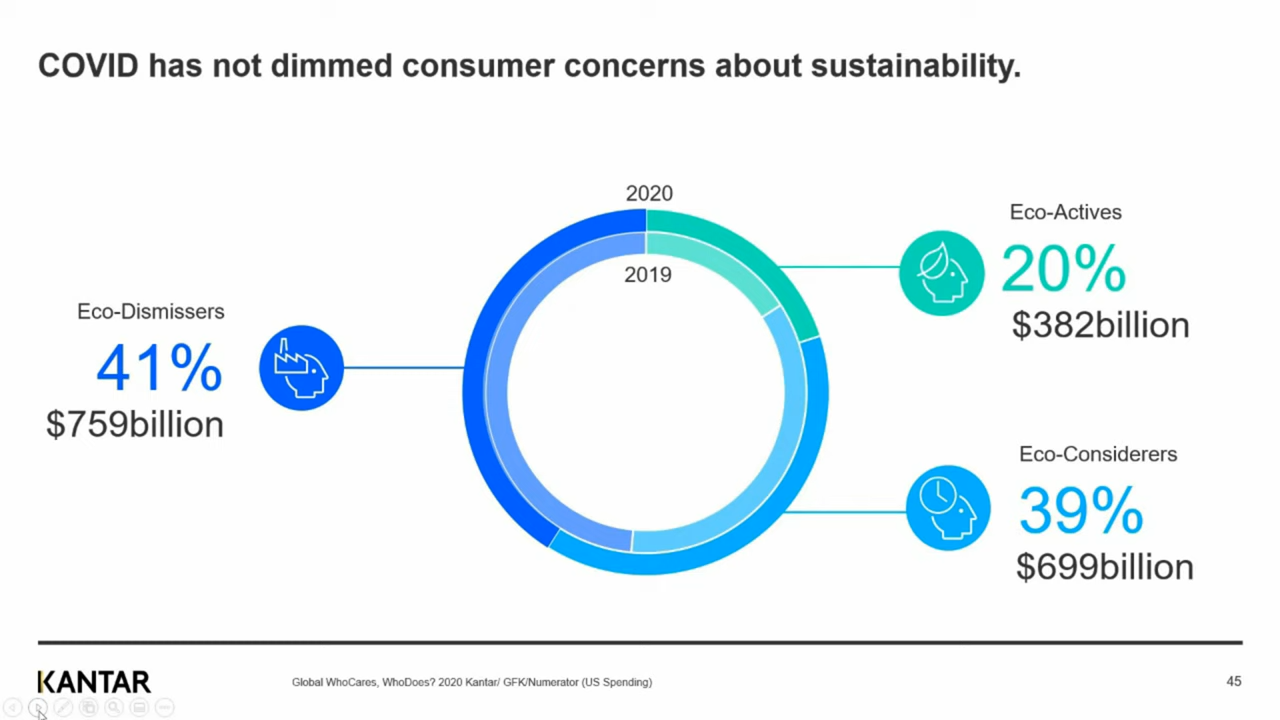 COVID has not dimmed consumer concerns about sustainability.
2020
2019
Eco-Actives
20%
$382billion
Eco-Dismissers
41%
$759billion
Eco-Considerers
39%
$699billion
KANTAR
Global WhoCares, WhoDoes? 2020 Kantar/ GFK/Numerator (US Spending)
45